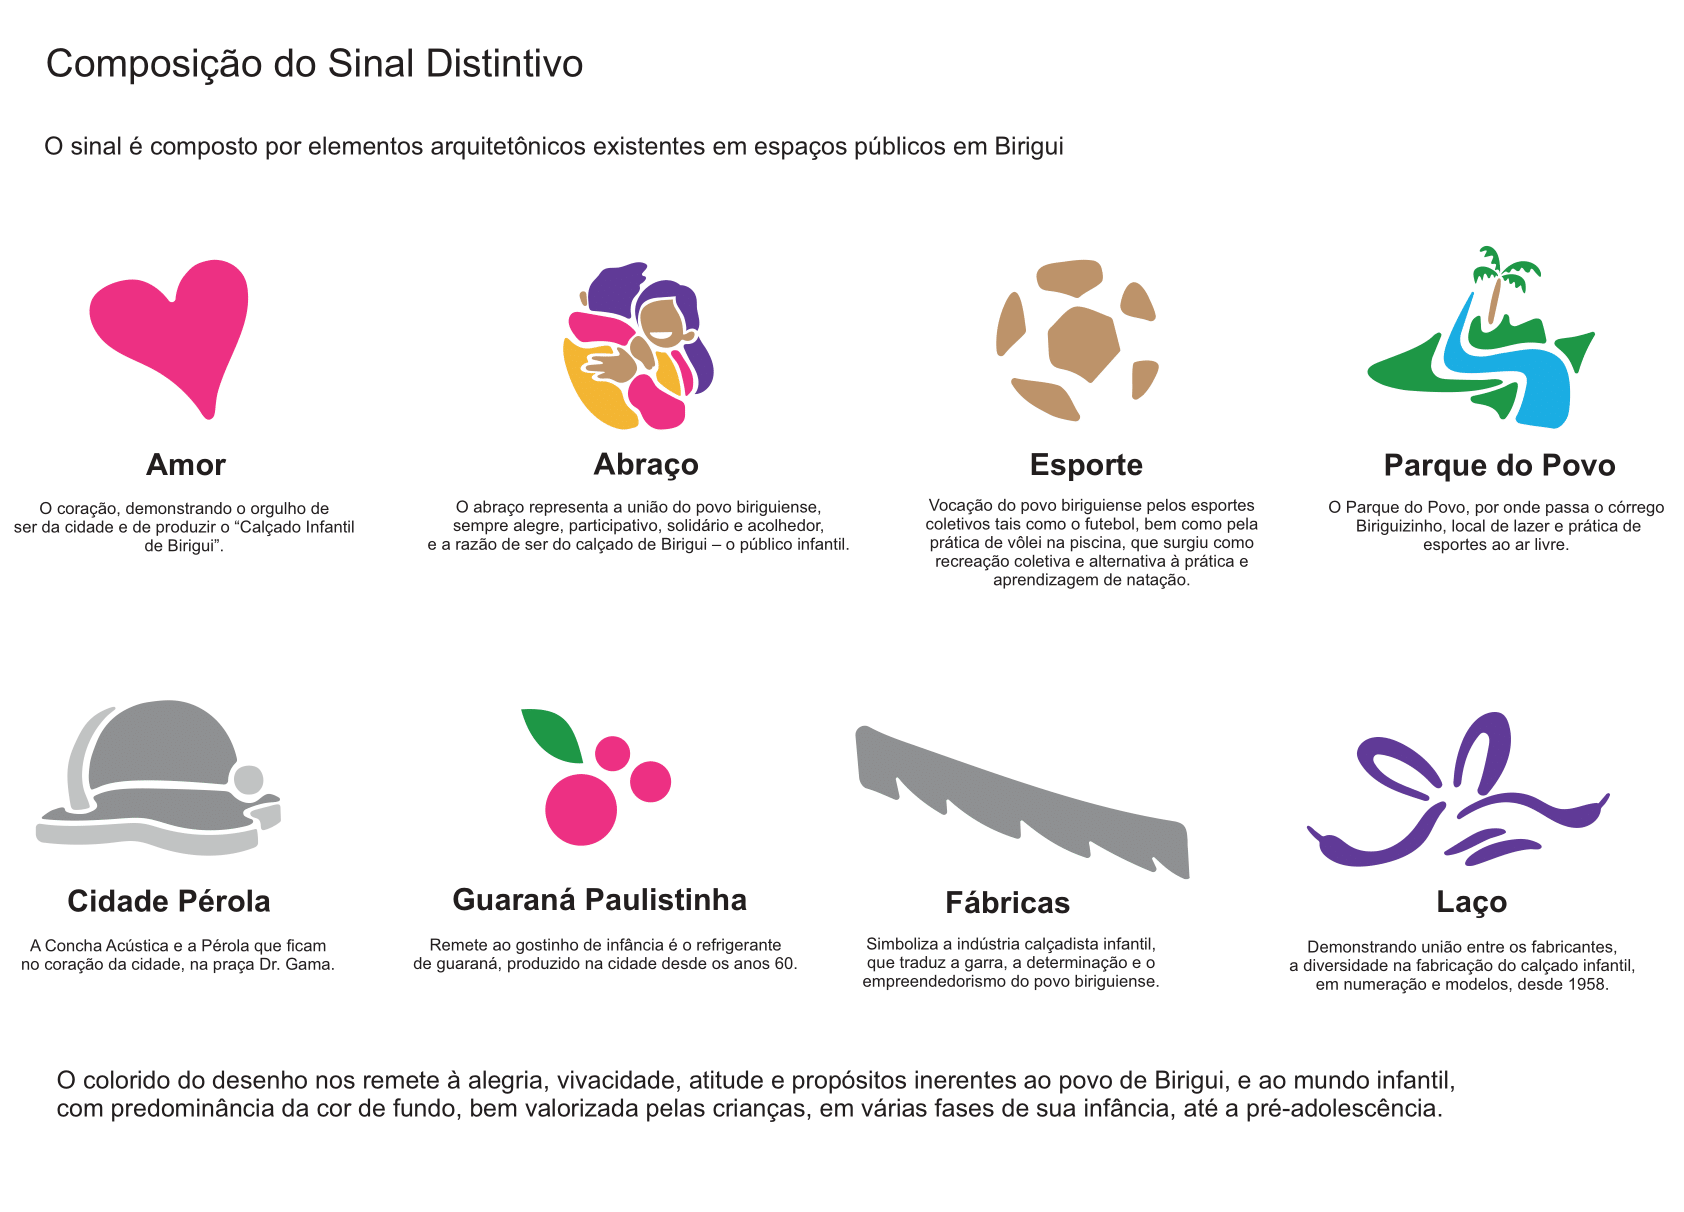 Composição do Sinal Distintivo
O sinal é composto por elementos arquitetônicos existentes em espaços públicos em Birigui
Amor
O coração, demonstrando o orgulho de
ser da cidade e de produzir o “Calçado Infantil
de Birigui”.
Abraço
O abraço representa a união do povo biriguiense,
sempre alegre, participativo, solidário e acolhedor,
e a razão de ser do calçado de Birigui – o público infantil.
Esporte
Vocação do povo biriguiense pelos esportes
coletivos tais como o futebol, bem como pela
prática de vôlei na piscina, que surgiu como
recreação coletiva e alternativa à prática e
aprendizagem de natação.
Parque do Povo
O Parque do Povo, por onde passa o córrego
Biriguizinho, local de lazer e prática de
esportes ao ar livre.
Cidade Pérola
A Concha Acústica e a Pérola que ficam
no coração da cidade, na praça Dr. Gama.
Guaraná Paulistinha
Remete ao gostinho de infância é o refrigerante
de guaraná, produzido na cidade desde os anos 60.
Fábricas
Simboliza a indústria calçadista infantil,
que traduz a garra, a determinação e o
empreendedorismo do povo biriguiense.
Laço
Demonstrando união entre os fabricantes,
a diversidade na fabricação do calçado infantil,
em numeração e modelos, desde 1958.
O colorido do desenho nos remete à alegria, vivacidade, atitude e propósitos inerentes ao povo de Birigui, e ao mundo infantil,
com predominância da cor de fundo, bem valorizada pelas crianças, em várias fases de sua infância, até a pré-adolescência.